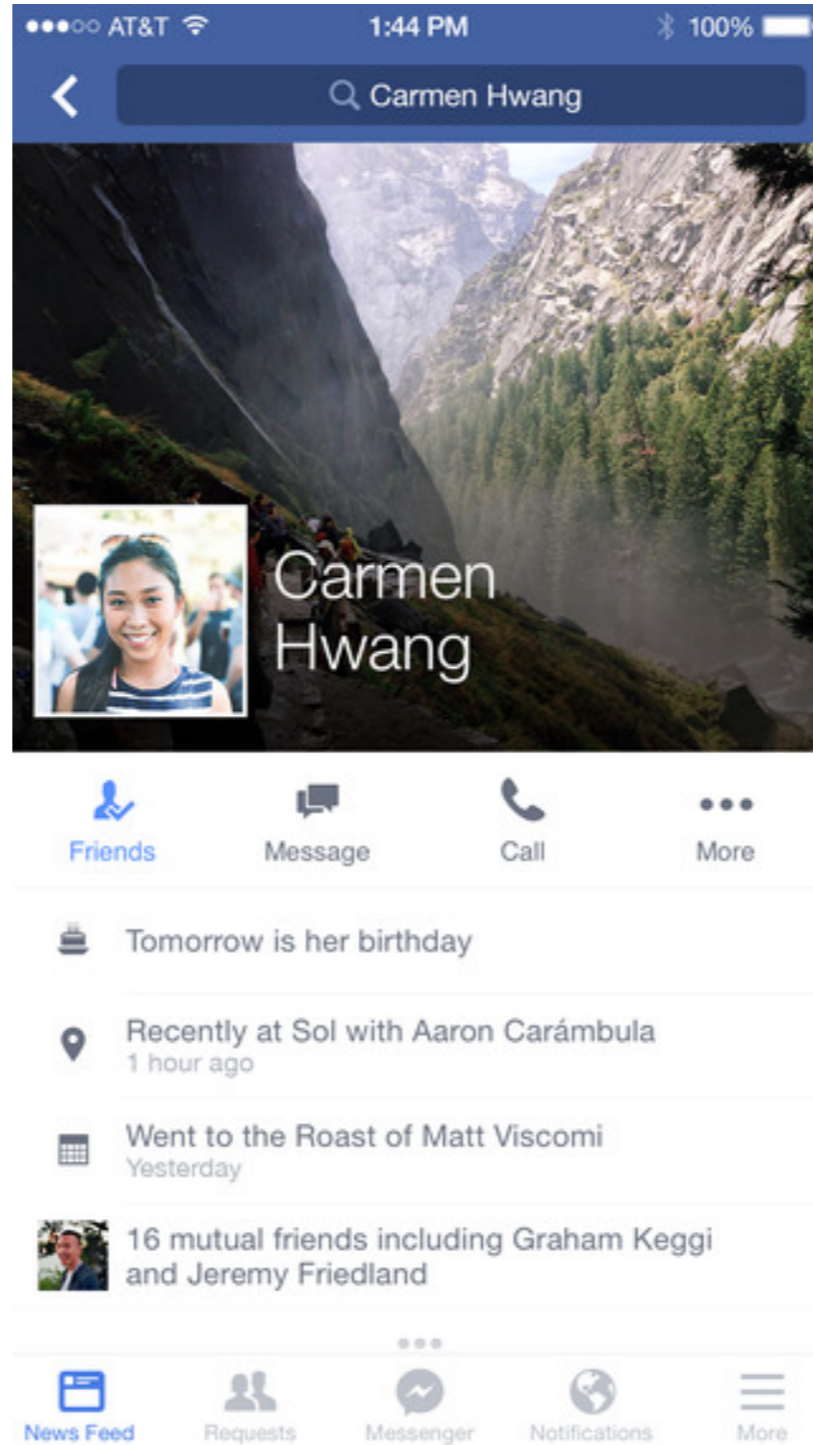 AT&T 1:44 PM 100%
Carmen Hwang
Carmen
Hwang
Friends Message Call More
Tomorrow is her birthday
Recently at Sol with Aaron Carámbula
1 hour ago
Went to the Roast of Matt Viscomi
Yesterday
16 mutual friends including Graham Keggi
and Jeremy Friedland
News Feed Requests Messenger Notifications More